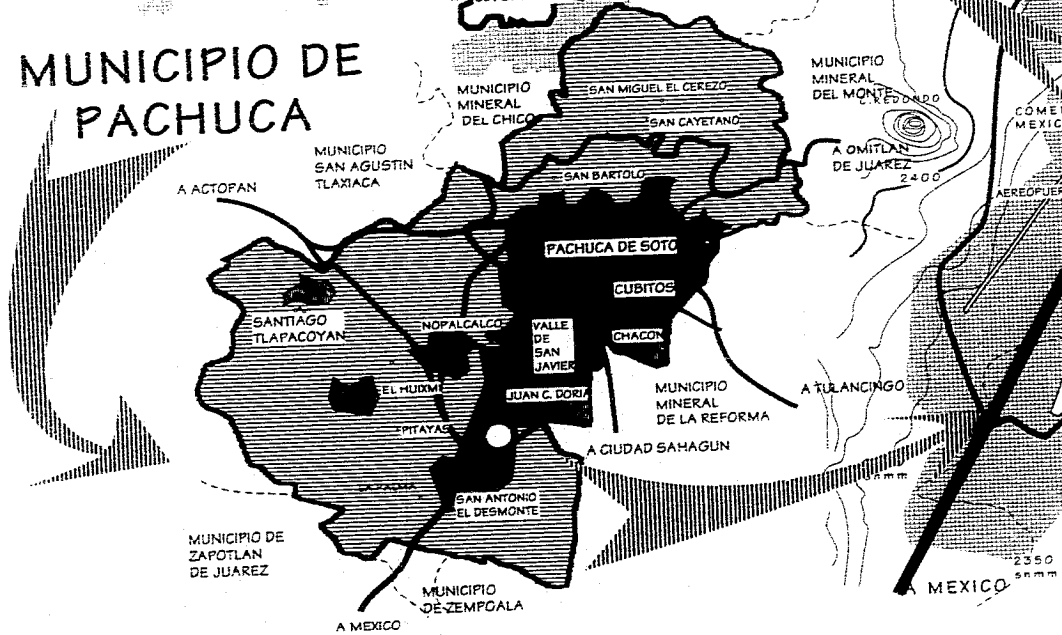 MUNICIPIO DE
PACHUCA
MUNICIPIO
MINERAL
DEL CHICO
SAN MIGUEL EL CEREZO
SAN CAYETANO
MUNICIPIO
MINERAL
DEL MONTE
C. REDONDO
MUNICIPIO
SAN AGUSTIN
TLAXIACA
A ACTOPAN
SAN BARTOLO
A OMITLAN
DE JUAREZ
2400
PACHUCA DE SOTO
CUBITOS
SANTIAGO
TLAPACOYAN
NOPALCALCO
VALLE
DE
SAN
JAVIER
CHACON
EL HUIXMI
JUAN C. DORIA
MUNICIPIO
MINERAL
DE LA REFORMA
A TULANCINGO
PITAYAS
A CIUDAD SAHAGUN
SAN ANTONIO
EL DESMONTE
MUNICIPIO DE
ZAPOTLAN
DE JUAREZ
MUNICIPIO
DE ZEMPOALA
A MEXICO
A MEXICO
2350
snmm